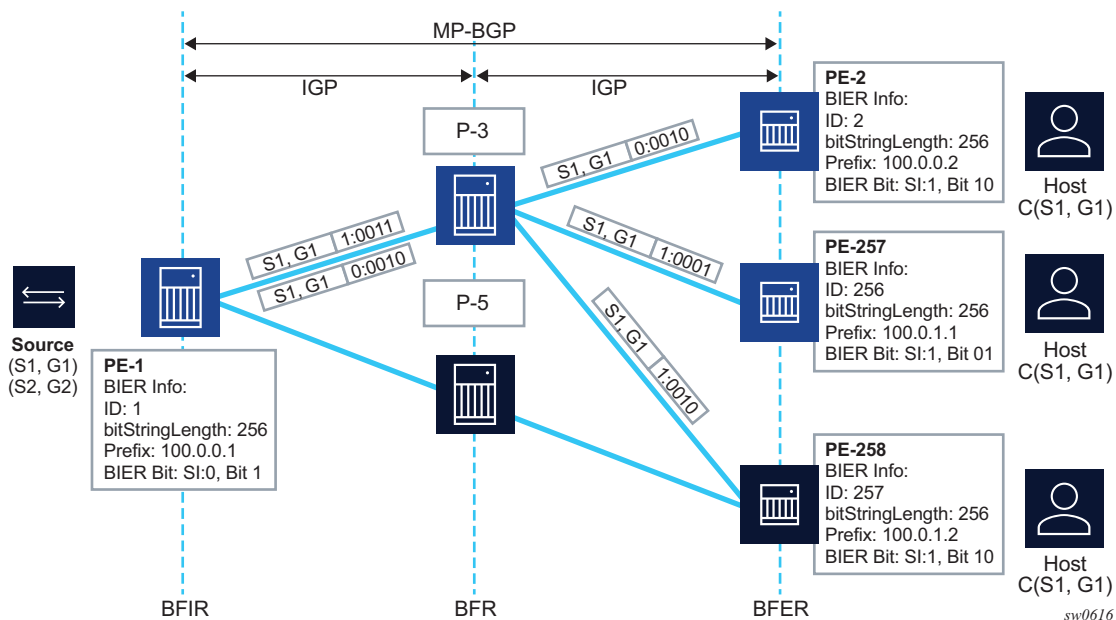 MP-BGP
IGP
IGP
P-3
P-5
S1, G1 1:0011
S1, G1 0:0010
S1, G1 0:0010
S1, G1 1:0001
S1, G1 1:0010
Source
(S1, G1)
(S2, G2)
PE-1
BIER Info:
ID: 1
bitStringLength: 256
Prefix: 100.0.0.1
BIER Bit: SI:0, Bit 1
PE-2
BIER Info:
ID: 2
bitStringLength: 256
Prefix: 100.0.0.2
BIER Bit: SI:1, Bit 10
Host
C(S1, G1)
PE-257
BIER Info:
ID: 256
bitStringLength: 256
Prefix: 100.0.1.1
BIER Bit: SI:1, Bit 01
Host
C(S1, G1)
PE-258
BIER Info:
ID: 257
bitStringLength: 256
Prefix: 100.0.1.2
BIER Bit: SI:1, Bit 10
Host
C(S1, G1)
BFIR
BFR
BFER
sw0616